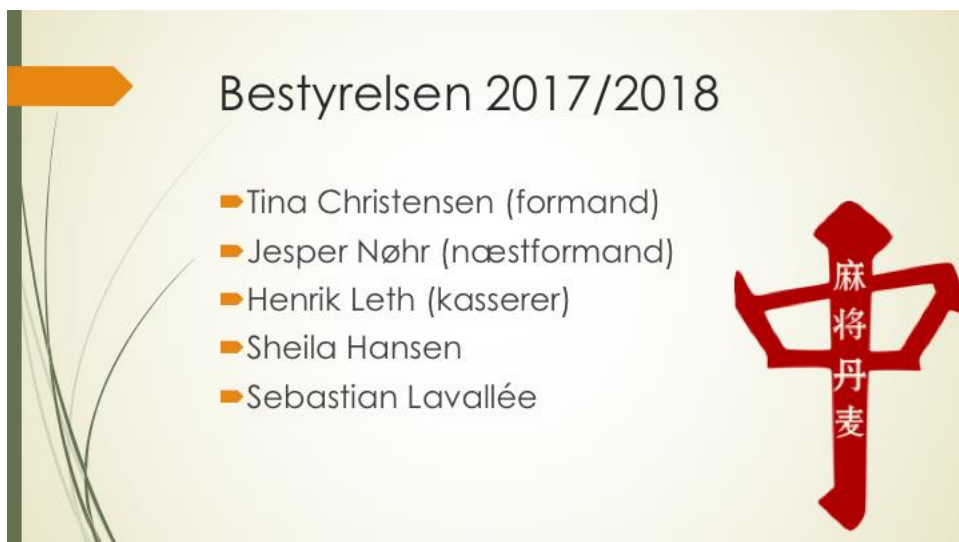 Bestyrelsen 2017/2018
Tina Christensen (formand)
Jesper Nøhr (næstformand)
Henrik Leth (kasserer)
Sheila Hansen
Sebastian Lavallée
麻将丹麦